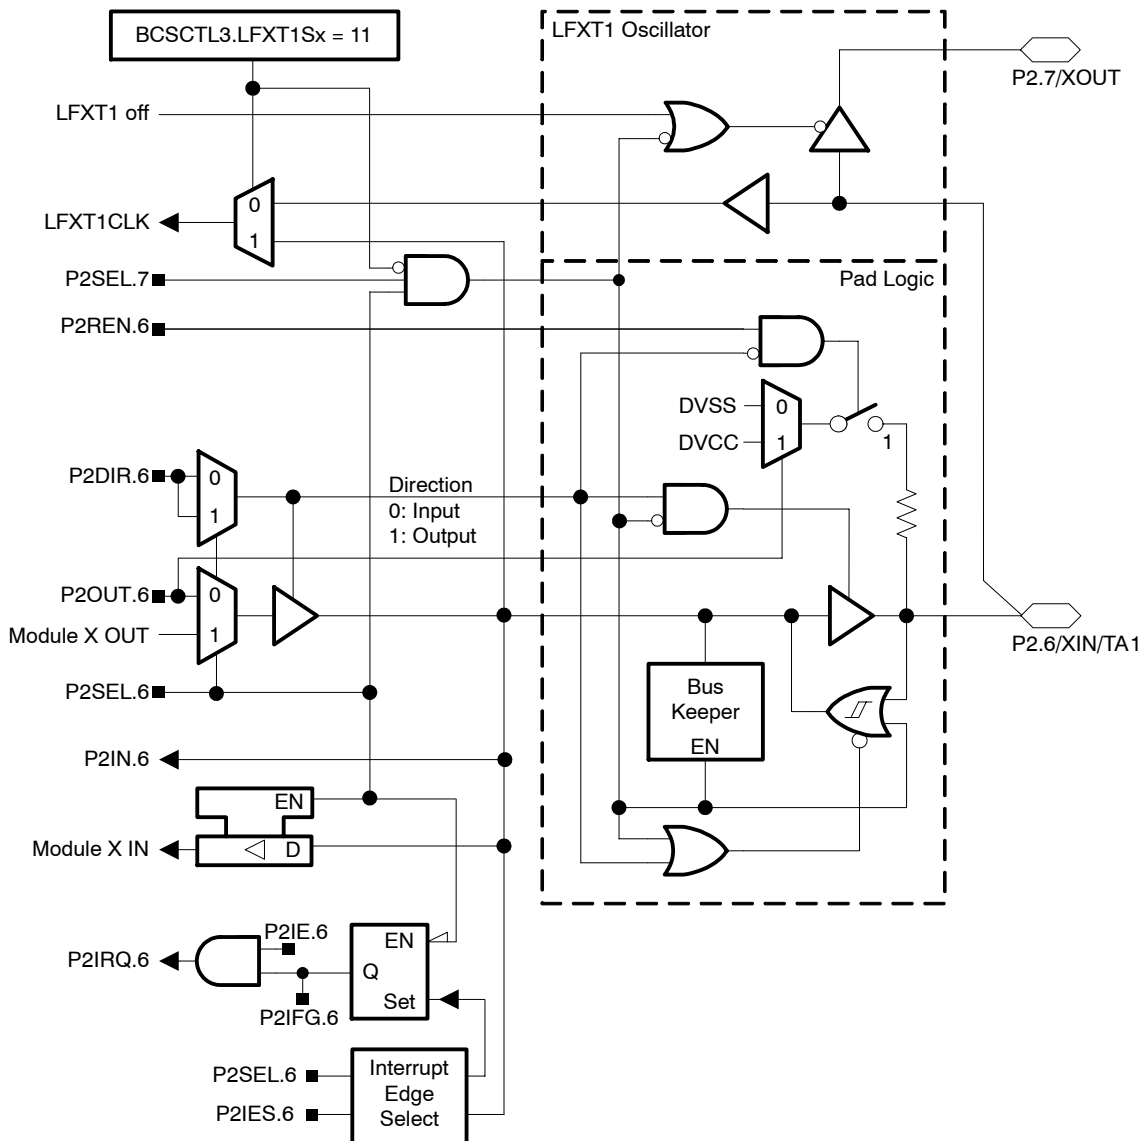 BCSCTL3.LFXT1Sx = 11
LFXT1 Oscillator
P2.7/XOUT
LFXT1 off
0
LFXT1CLK
1
P2SEL.7
Pad Logic
P2REN.6
DVSS
0
DVCC
1
1
P2DIR.6
0
1
Direction
0: Input
1: Output
P2OUT.6
0
Module X OUT
1
P2.6/XIN/TA1
P2SEL.6
Bus
Keeper
EN
P2IN.6
EN
Module X IN
D
P2IE.6
EN
P2IRQ.6
Q
Set
P2IFG.6
P2SEL.6
P2IES.6
Interrupt
Edge
Select